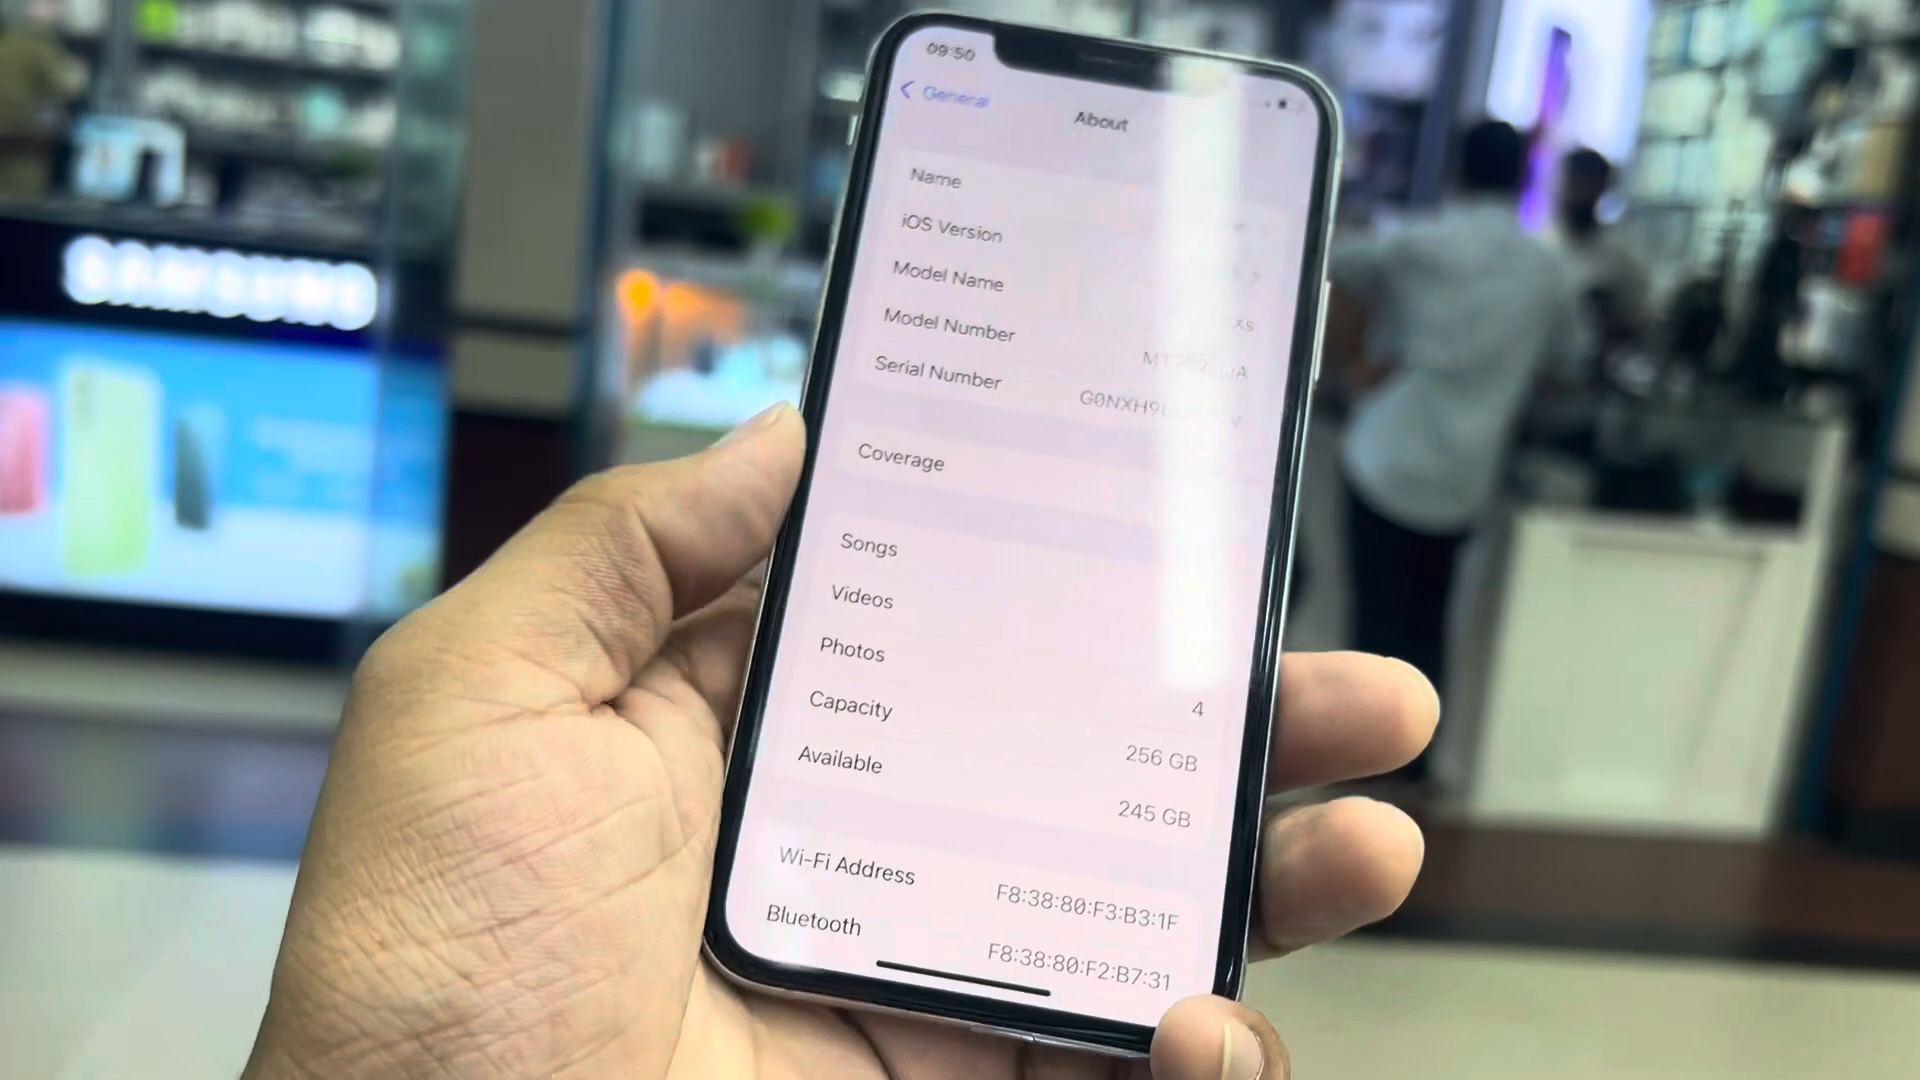 SAMSUNG
09:50
General
About
Name
iOS Version
Model Name XS
Model Number
Serial Number
Coverage
Songs
Videos
Photos 4
Capacity 256 GB
Available 245 GB
Wi-Fi Address F8:38:80:F3:B3:1F
Bluetooth F8:38:80:F2:B7:31